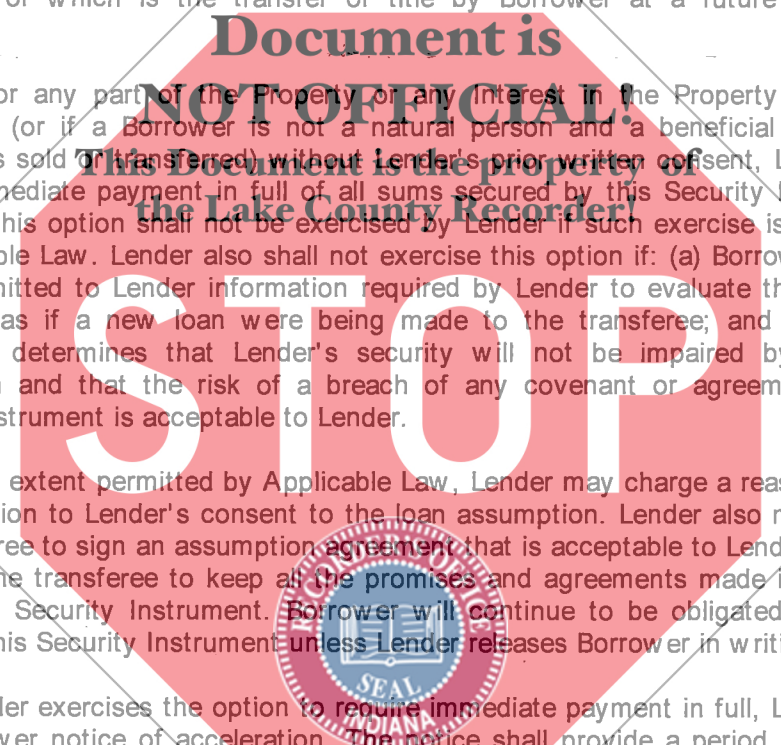 or which is the transfer of title by Borrower at a future
Document is
or any part of the Property or any Interest in the Property
NOT OFFICIAL!
(or if a Borrower is not a natural person and a beneficial
s sold or transferred) without Lender's prior written consent, L
This Document is the property of
mediate payment in full of all sums secured by this Security
the Lake County Recorder!
his option shall not be exercised by Lender if such exercise is
ble Law. Lender also shall not exercise this option if: (a) Borrow
mitted to Lender information required by Lender to evaluate th
as if a new loan were being made to the transferee; and
STOP
determines that Lender's security will not be impaired by
and that the risk of a breach of any covenant or agreem
strument is acceptable to Lender.
extent permitted by Applicable Law, Lender may charge a reas
ion to Lender's consent to the loan assumption. Lender also m
ree to sign an assumption agreement that is acceptable to Lend
he transferee to keep all the promises and agreements made i
Security Instrument. Borrower will continue to be obligated
his Security Instrument unless Lender releases Borrower in writi
RECORDER'S OFFICE
SEAL
INDIANA
der exercises the option to require immediate payment in full, L
wer notice of acceleration. The notice shall provide a period